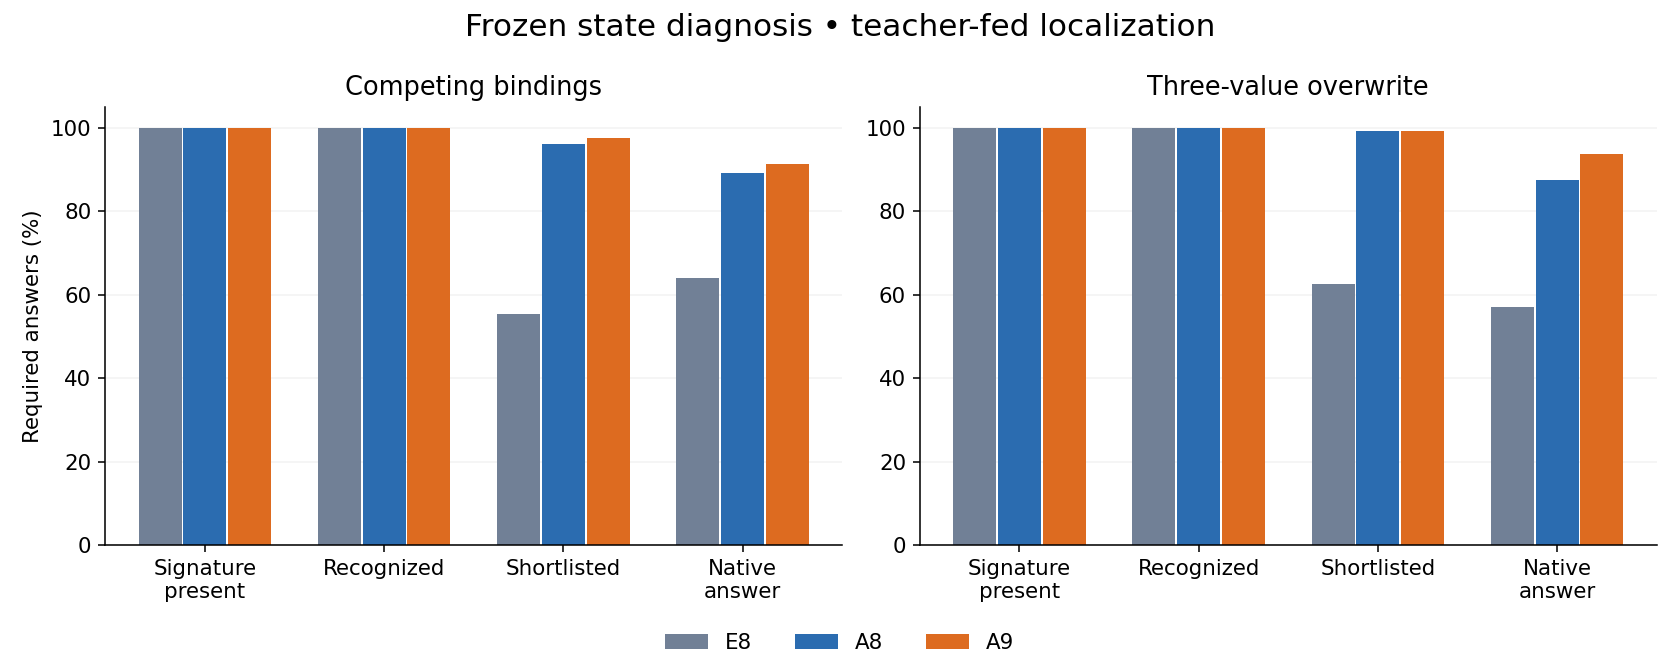 Frozen state diagnosis • teacher-fed localization
Competing bindings
Required answers (%)
100
80
60
40
20
0
Signature
present
Recognized
Shortlisted
Native
answer
Three-value overwrite
100
80
60
40
20
0
Signature
present
Recognized
Shortlisted
Native
answer
E8
A8
A9